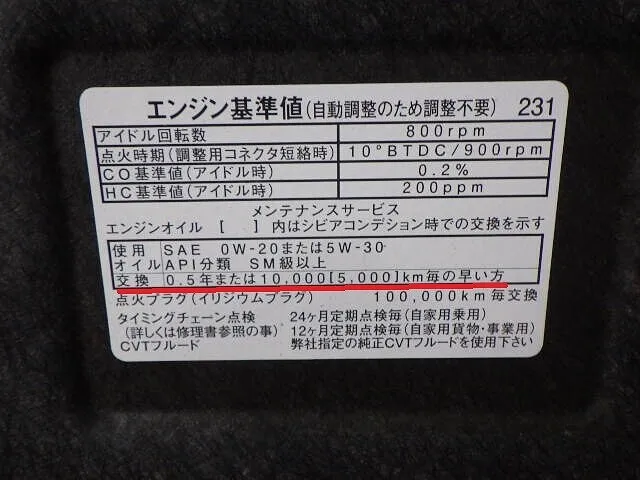 エンジン基準値(自動調整のため調整不要) 231
アイドル回転数 800rpm
点火時期(調整用コネクタ短絡時) 10°BTDC/900rpm
CO基準値(アイドル時) 0.2%
HC基準値(アイドル時) 200ppm
メンテナンスサービス
エンジンオイル [ ]内はシビアコンデション時での交換を示す
使用 SAE 0W-20または5W-30
オイル API分類 SM級以上
交換 0.5年または10,000[5,000]km毎の早い方
点火プラグ(イリジウムプラグ) 100,000km毎交換
タイミングチェーン点検 24ヶ月定期点検毎(自家用乗用)
(詳しくは修理書参照の事) 12ヶ月定期点検毎(自家用貨物・事業用)
CVTフルード 弊社指定の純正CVTフルードを使用下さい